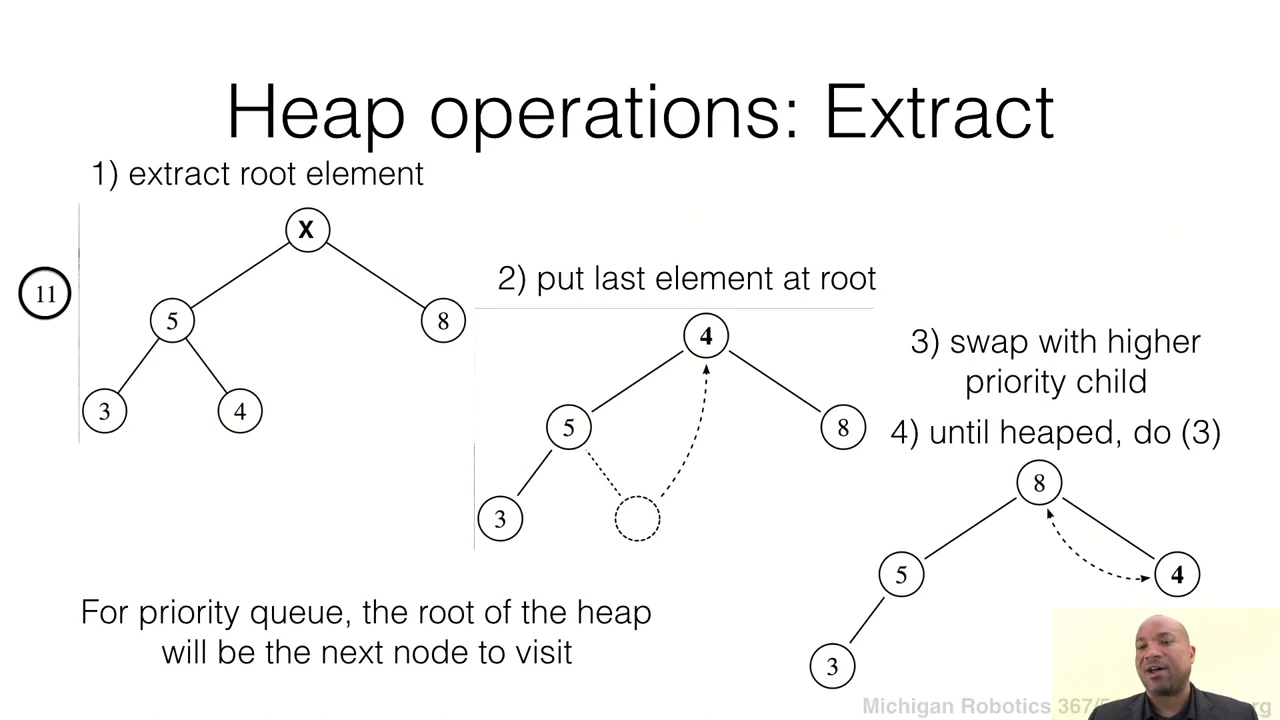 Heap operations: Extract
1) extract root element
X
11
5
8
3
4
2) put last element at root
4
5
8
3
3) swap with higher
priority child
4) until heaped, do (3)
8
5
4
3
For priority queue, the root of the heap
will be the next node to visit
Michigan Robotics 367/